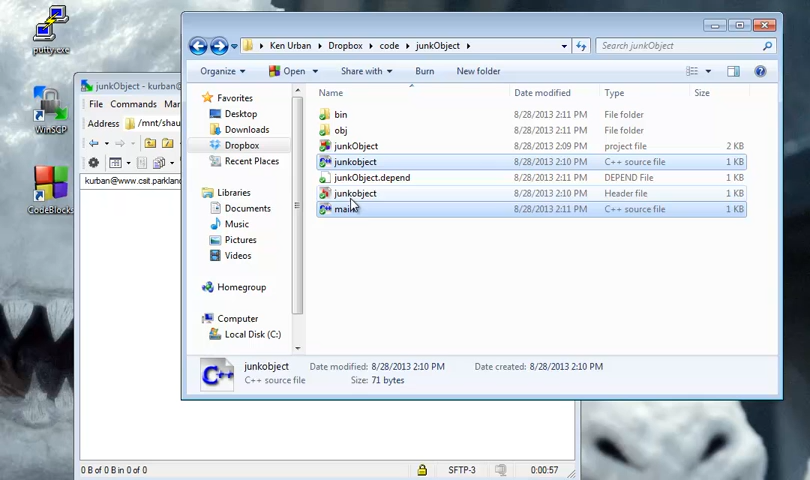 putty.exe
WinSCP
CodeBlocks
junkObject - kurban@
Files Commands Mar
Address /mnt/shau
kurban@www.cst.parkland
0 B of 0 B in 0 of 0
SFTP-3
0:00:57
Ken Urban Dropbox code junkObject
Search junkObject
Organize Open Share with Burn New folder
Favorites
Desktop
Downloads
Dropbox
Recent Places
Libraries
Documents
Music
Pictures
Videos
Homegroup
Computer
Local Disk (C:)
Name Date modified Type Size
bin 8/28/2013 2:11 PM File folder
obj 8/28/2013 2:11 PM File folder
junkObject 8/28/2013 2:09 PM project file 2 KB
junkobject 8/28/2013 2:10 PM C++ source file 1 KB
junkObject.depend 8/28/2013 2:11 PM DEPEND File 1 KB
junkobject 8/28/2013 2:10 PM Header file 1 KB
main 8/28/2013 2:11 PM C++ source file 1 KB
junkobject Date modified: 8/28/2013 2:10 PM Date created: 8/28/2013 2:10 PM
C++ source file Size: 71 bytes